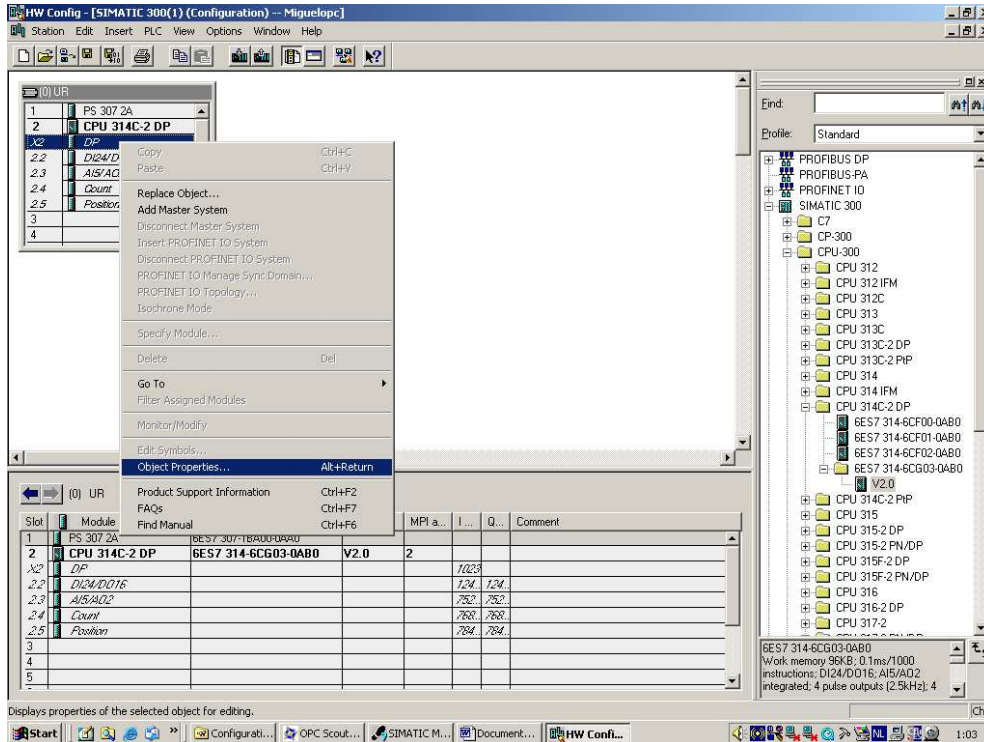 HW Config - [SIMATIC 300(1) (Configuration) -- Miguelopc]
Station Edit Insert PLC View Options Window Help
(0) UR
1 PS 307 2A
2 CPU 314C-2 DP
X2 DP
2.2 DI24/D
2.3 AI5/AO
2.4 Count
2.5 Position
3
4
Copy Ctrl+C
Paste Ctrl+V
Replace Object...
Add Master System
Disconnect Master System
Insert PROFINET IO System
Disconnect PROFINET IO System
PROFINET IO Manage Sync Domain...
PROFINET IO Topology...
Isochrone Mode
Specify Module...
Delete Del
Go To
Filter Assigned Modules
Monitor/Modify
Edit Symbols...
Object Properties... Alt+Return
Product Support Information Ctrl+F2
FAQs Ctrl+F7
Find Manual Ctrl+F6
Find:
Profile: Standard
PROFIBUS DP
PROFIBUS-PA
PROFINET IO
SIMATIC 300
C7
CP-300
CPU-300
CPU 312
CPU 312 IFM
CPU 312C
CPU 313
CPU 313C
CPU 313C-2 DP
CPU 313C-2 PtP
CPU 314
CPU 314 IFM
CPU 314C-2 DP
6ES7 314-6CF00-0AB0
6ES7 314-6CF01-0AB0
6ES7 314-6CF02-0AB0
6ES7 314-6CG03-0AB0
V2.0
CPU 314C-2 PtP
CPU 315
CPU 315-2 DP
CPU 315-2 PN/DP
CPU 315F-2 DP
CPU 315F-2 PN/DP
CPU 316
CPU 316-2 DP
CPU 317-2
6ES7 314-6CG03-0AB0
Work memory 96KB; 0.1ms/1000
instructions; DI24/DO16; AI5/AO2
integrated; 4 pulse outputs (2.5kHz); 4
(0) UR
Slot Module MPI a... I ... Q... Comment
1 PS 307 2A 6ES7 307-1BA00-0AA0
2 CPU 314C-2 DP 6ES7 314-6CG03-0AB0 V2.0 2
X2 DP 1023
2.2 DI24/DO16 124... 124...
2.3 AI5/AO2 752... 752...
2.4 Count 768... 768...
2.5 Position 784... 784...
3
4
5
Displays properties of the selected object for editing. Ch
Start Configurati... OPC Scout... SIMATIC M... Document... HW Confi... NL 1:03